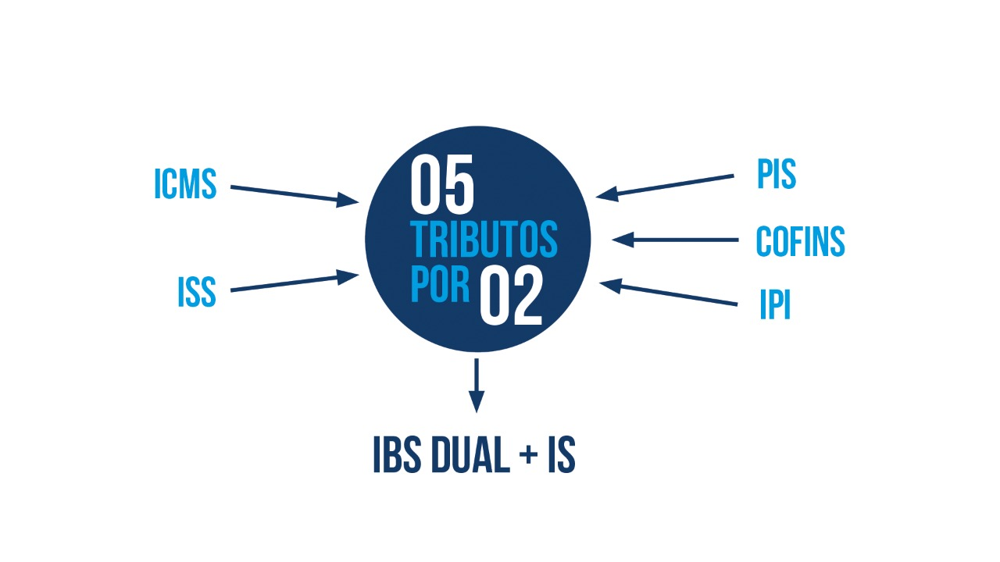 ICMS
ISS
05
TRIBUTOS
POR 02
PIS
COFINS
IPI
IBS DUAL + IS